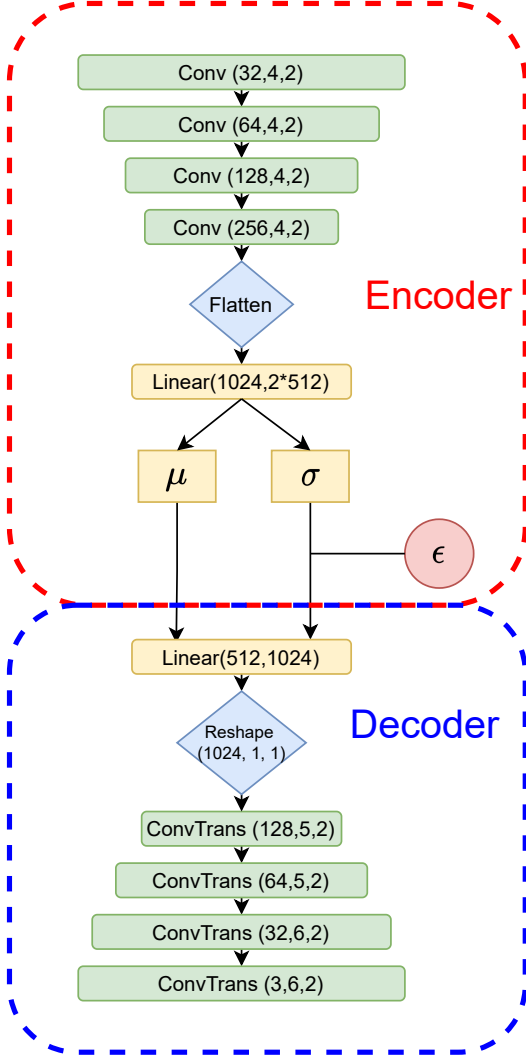 Conv (32,4,2)
Conv (64,4,2)
Conv (128,4,2)
Conv (256,4,2)
Flatten
Encoder
Linear(1024,2*512)
μ
σ
ϵ
Linear(512,1024)
Decoder
Reshape
(1024, 1, 1)
ConvTrans (128,5,2)
ConvTrans (64,5,2)
ConvTrans (32,6,2)
ConvTrans (3,6,2)